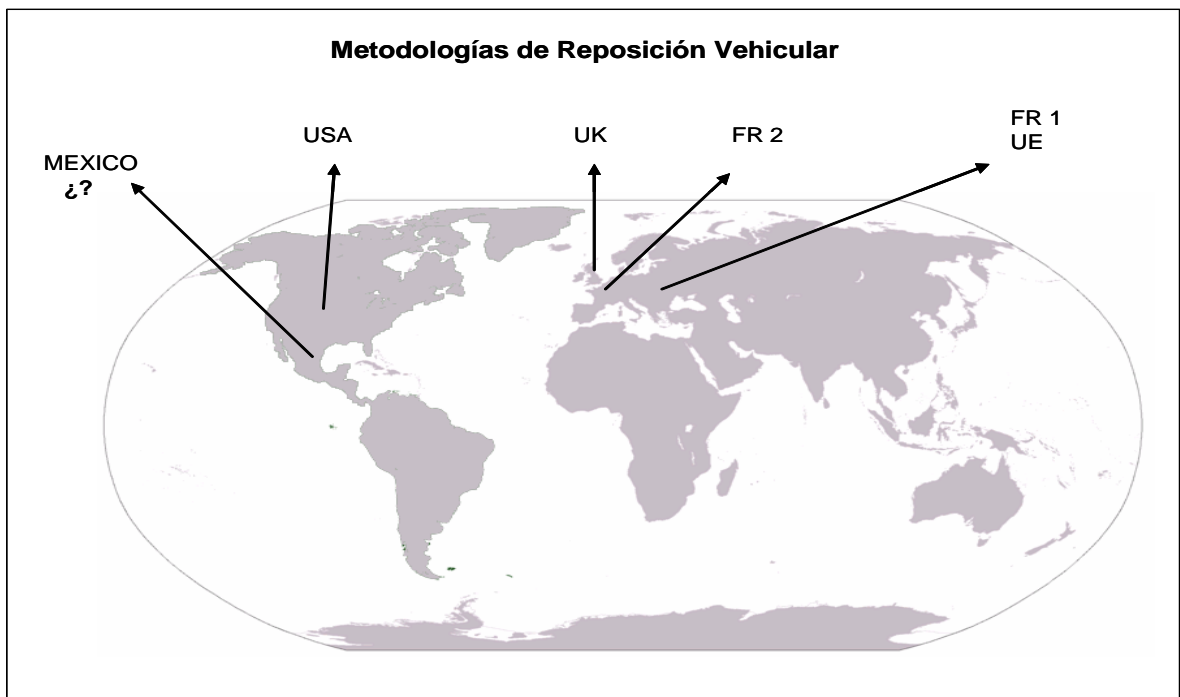 Metodologías de Reposición Vehicular
MEXICO
¿?
USA
UK
FR 2
FR 1
UE